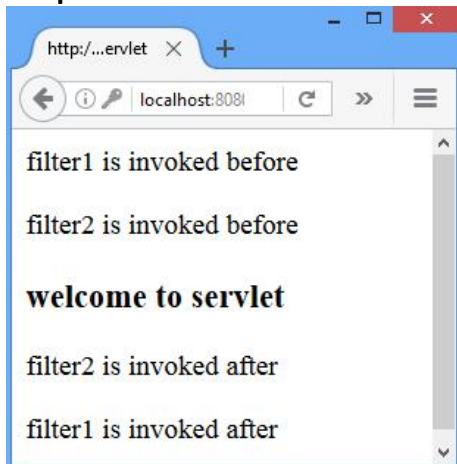 http:/...ervlet
localhost:808
filter1 is invoked before
filter2 is invoked before
welcome to servlet
filter2 is invoked after
filter1 is invoked after